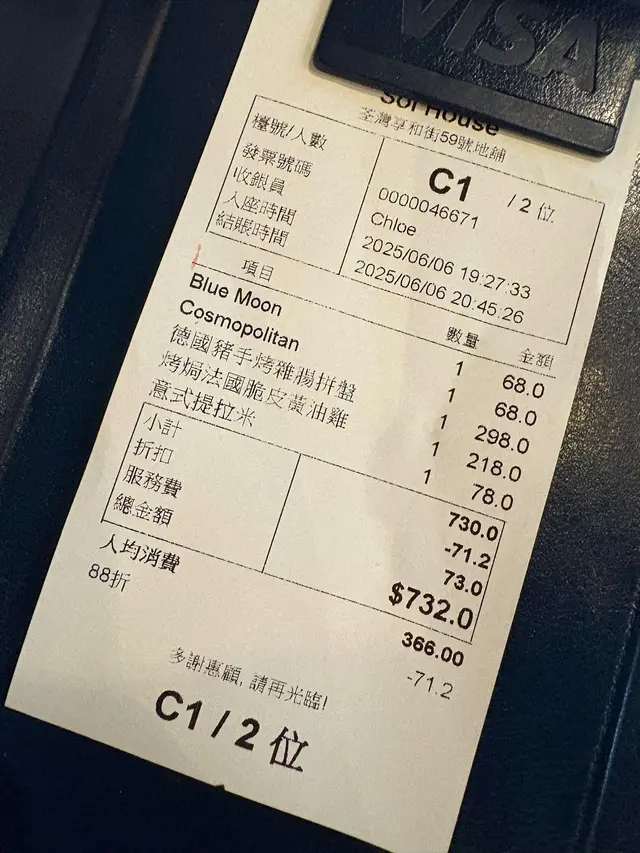 VISA
Sol House
荃灣享和街59號地舖
檯號/人數 C1 / 2 位
發票號碼 0000046671
收銀員 Chloe
入座時間 2025/06/06 19:27:33
結賬時間 2025/06/06 20:45:26
項目 數量 金額
Blue Moon 1 68.0
Cosmopolitan 1 68.0
德國豬手烤雞腸拼盤 1 298.0
烤焗法國脆皮黃油雞 1 218.0
意式提拉米 1 78.0
小計 730.0
折扣 -71.2
服務費 73.0
總金額 $732.0
人均消費 366.00
88折 -71.2
多謝惠顧, 請再光臨!
C1 / 2 位